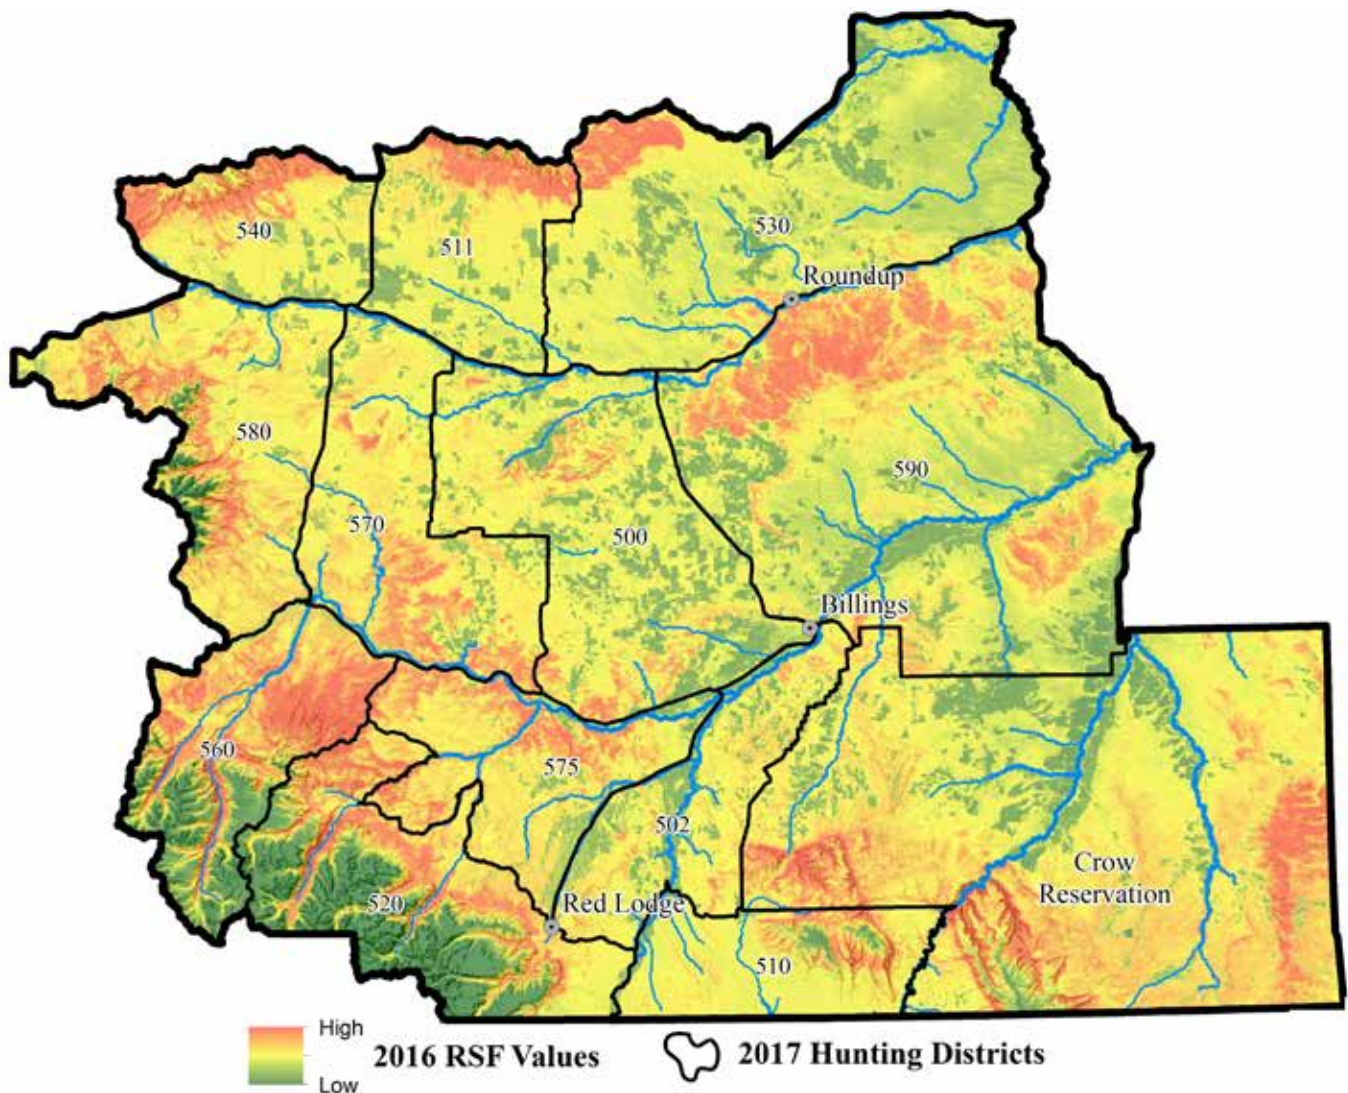 540
511
530
Roundup
580
590
570
500
Billings
560
575
502
Crow
Reservation
520
Red Lodge
510
High
2016 RSF Values
2017 Hunting Districts
Low